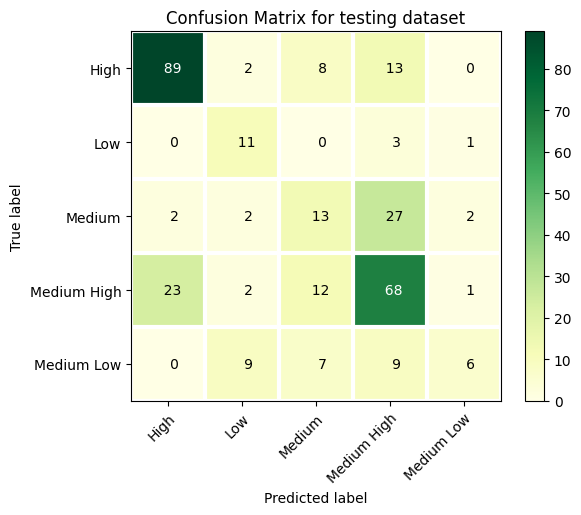 Confusion Matrix for testing dataset
True label
High 89 2 8 13 0
Low 0 11 0 3 1
Medium 2 2 13 27 2
Medium High 23 2 12 68 1
Medium Low 0 9 7 9 6
High Low Medium Medium High Medium Low
Predicted label
80
70
60
50
40
30
20
10
0